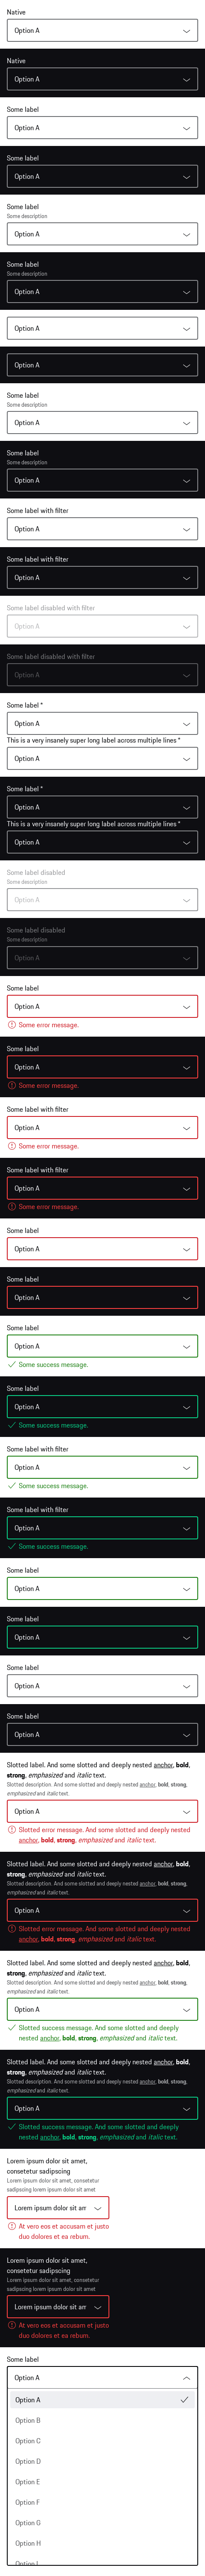 Native
Option A
Native
Option A
Some label
Option A
Some label
Option A
Some label
Some description
Option A
Some label
Some description
Option A
Option A
Option A
Some label
Some description
Option A
Some label
Some description
Option A
Some label with filter
Option A
Some label with filter
Option A
Some label disabled with filter
Option A
Some label disabled with filter
Option A
Some label *
Option A
This is a very insanely super long label across multiple lines *
Option A
Some label *
Option A
This is a very insanely super long label across multiple lines *
Option A
Some label disabled
Some description
Option A
Some label disabled
Some description
Option A
Some label
Option A
Some error message.
Some label
Option A
Some error message.
Some label with filter
Option A
Some error message.
Some label with filter
Option A
Some error message.
Some label
Option A
Some label
Option A
Some label
Option A
Some success message.
Some label
Option A
Some success message.
Some label with filter
Option A
Some success message.
Some label with filter
Option A
Some success message.
Some label
Option A
Some label
Option A
Some label
Option A
Some label
Option A
Slotted label. And some slotted and deeply nested anchor, bold,
strong, emphasized and italic text.
Slotted description. And some slotted and deeply nested anchor, bold, strong,
emphasized and italic text.
Option A
Slotted error message. And some slotted and deeply nested
anchor, bold, strong, emphasized and italic text.
Slotted label. And some slotted and deeply nested anchor, bold,
strong, emphasized and italic text.
Slotted description. And some slotted and deeply nested anchor, bold, strong,
emphasized and italic text.
Option A
Slotted error message. And some slotted and deeply nested
anchor, bold, strong, emphasized and italic text.
Slotted label. And some slotted and deeply nested anchor, bold,
strong, emphasized and italic text.
Slotted description. And some slotted and deeply nested anchor, bold, strong,
emphasized and italic text.
Option A
Slotted success message. And some slotted and deeply
nested anchor, bold, strong, emphasized and italic text.
Slotted label. And some slotted and deeply nested anchor, bold,
strong, emphasized and italic text.
Slotted description. And some slotted and deeply nested anchor, bold, strong,
emphasized and italic text.
Option A
Slotted success message. And some slotted and deeply
nested anchor, bold, strong, emphasized and italic text.
Lorem ipsum dolor sit amet,
consetetur sadipscing
Lorem ipsum dolor sit amet, consetetur
sadipscing lorem ipsum dolor sit amet
Lorem ipsum dolor sit am
At vero eos et accusam et justo
duo dolores et ea rebum.
Lorem ipsum dolor sit amet,
consetetur sadipscing
Lorem ipsum dolor sit amet, consetetur
sadipscing lorem ipsum dolor sit amet
Lorem ipsum dolor sit am
At vero eos et accusam et justo
duo dolores et ea rebum.
Some label
Option A
Option A
Option B
Option C
Option D
Option E
Option F
Option G
Option H
Option I